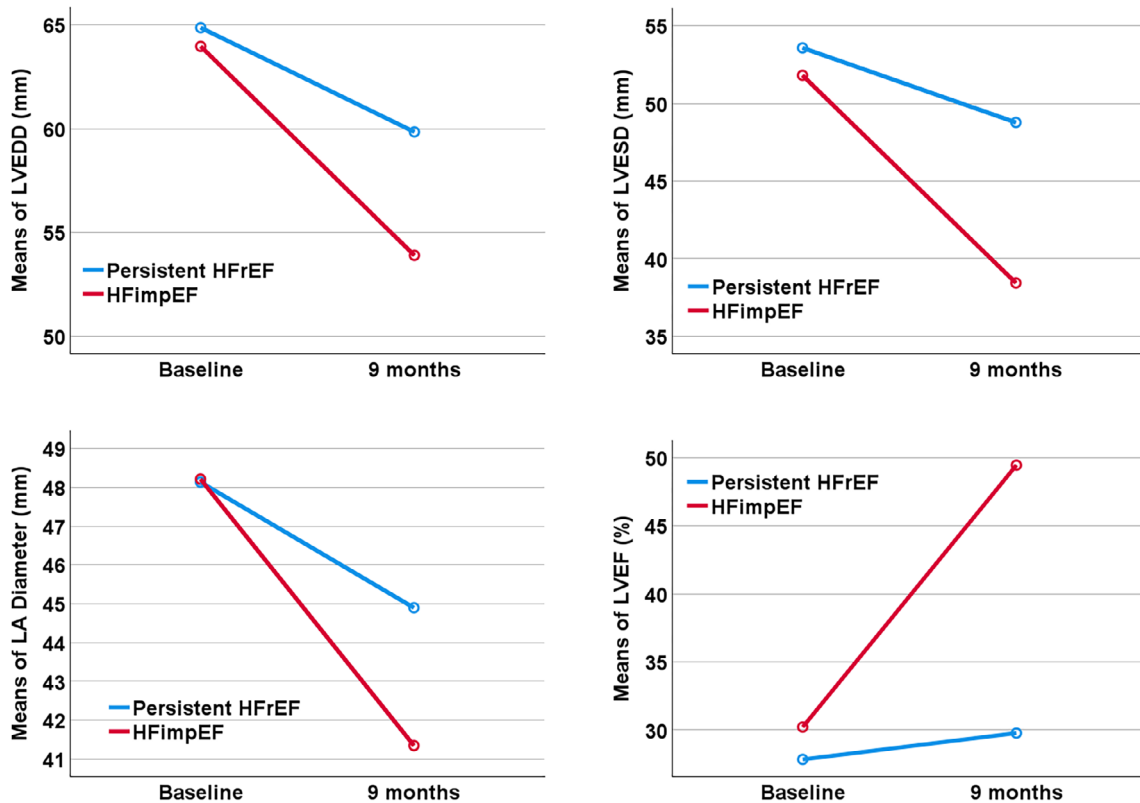 Means of LVEDD (mm)
65
60
55
50
Persistent HFrEF
HFimpEF
Baseline 9 months
Means of LVESD (mm)
55
50
45
40
35
Persistent HFrEF
HFimpEF
Baseline 9 months
Means of LA Diameter (mm)
49
48
47
46
45
44
43
42
41
Persistent HFrEF
HFimpEF
Baseline 9 months
Means of LVEF (%)
50
45
40
35
30
Persistent HFrEF
HFimpEF
Baseline 9 months